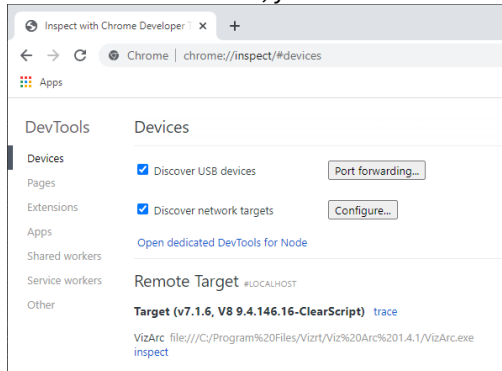 Inspect with Chrome Developer T
Chrome | chrome://inspect/#devices
Apps
DevTools
Devices
Pages
Extensions
Apps
Shared workers
Service workers
Other
Devices
Discover USB devices
Port forwarding...
Discover network targets
Configure...
Open dedicated DevTools for Node
Remote Target #LOCALHOST
Target (v7.1.6, V8 9.4.146.16-ClearScript) trace
VizArc file:///C:/Program%20Files/Vizrt/Viz%20Arc%201.4.1/VizArc.exe
inspect